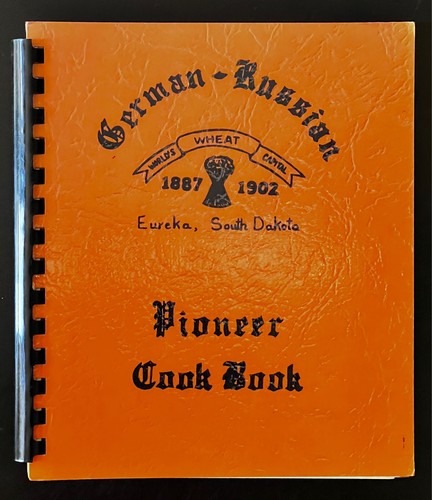 German-Russian
WORLD'S WHEAT CAPITOL
1887 1902
Eureka, South Dakota
Pioneer
Cook Book